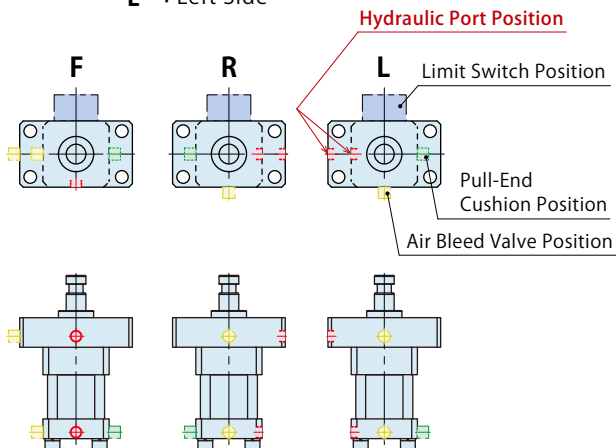 L : Left Side
Hydraulic Port Position
F R L
Limit Switch Position
Pull-End
Cushion Position
Air Bleed Valve Position